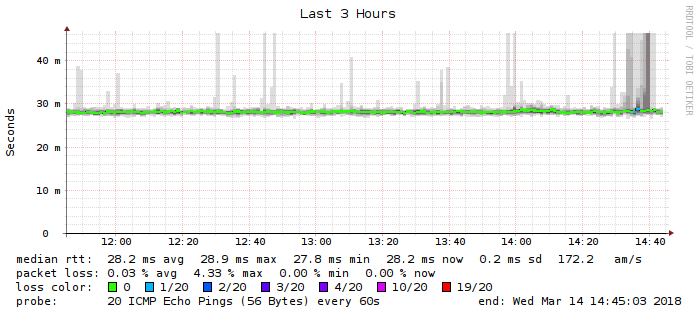 Last 3 Hours
RRDTOOL / TOBI OETIKER
Seconds
40 m
30 m
20 m
10 m
0
12:00 12:20 12:40 13:00 13:20 13:40 14:00 14:20 14:40
median rtt: 28.2 ms avg 28.9 ms max 27.8 ms min 28.2 ms now 0.2 ms sd 172.2 am/s
packet loss: 0.03 % avg 4.33 % max 0.00 % min 0.00 % now
loss color: 0 1/20 2/20 3/20 4/20 10/20 19/20
probe: 20 ICMP Echo Pings (56 Bytes) every 60s end: Wed Mar 14 14:45:03 2018